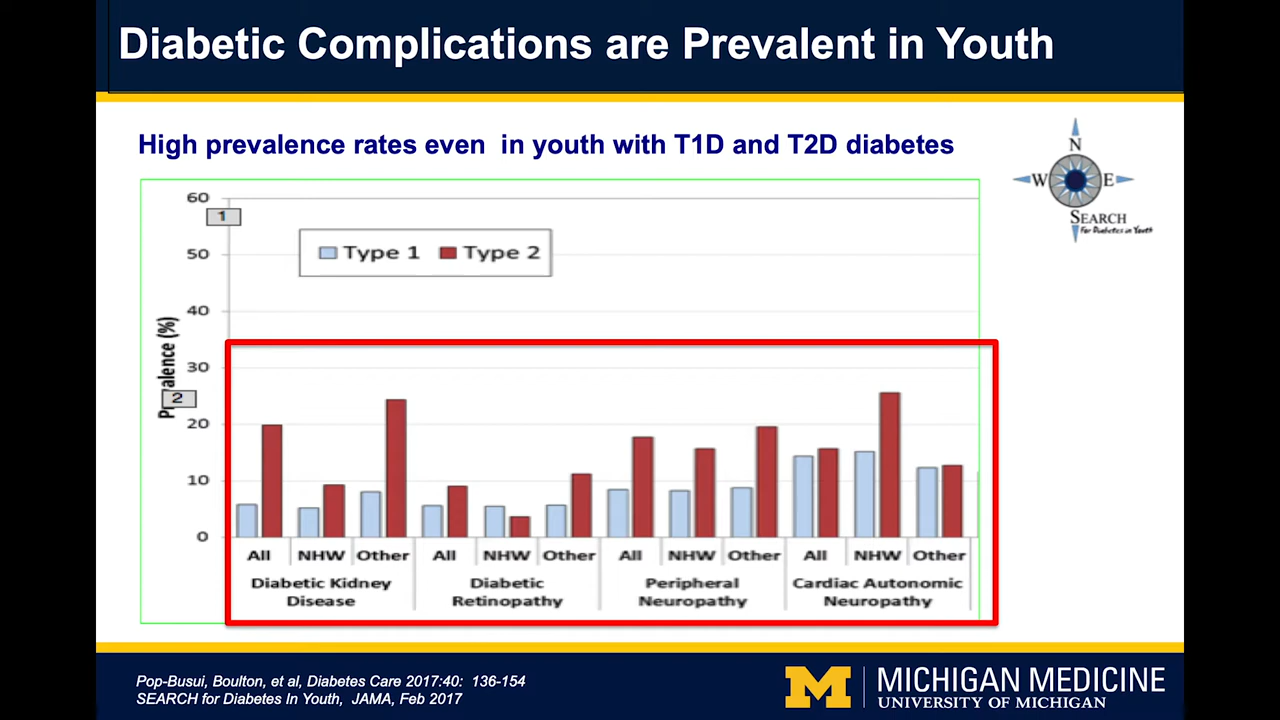 Diabetic Complications are Prevalent in Youth
High prevalence rates even in youth with T1D and T2D diabetes
N
W E
SEARCH
For Diabetes in Youth
60
1
Type 1 Type 2
50
40
30
2
20
10
0
All NHW Other All NHW Other All NHW Other All NHW Other
Diabetic Kidney Diabetic Peripheral Cardiac Autonomic
Disease Retinopathy Neuropathy Neuropathy
Pop-Busui, Boulton, et al, Diabetes Care 2017:40: 136-154
SEARCH for Diabetes In Youth, JAMA, Feb 2017
M
MICHIGAN MEDICINE
UNIVERSITY OF MICHIGAN